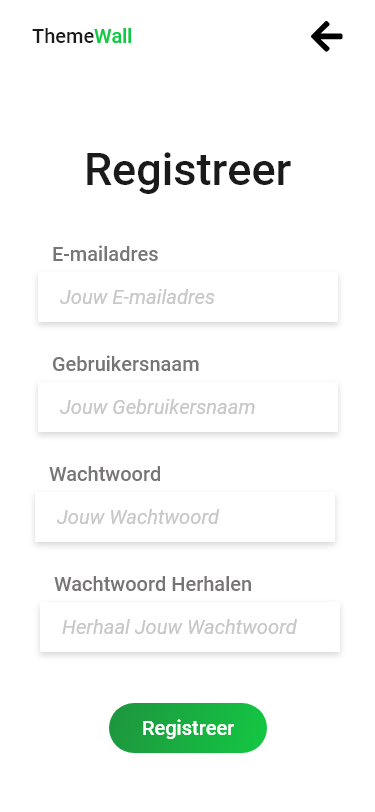 ThemeWall
Registreer
E-mailadres
Jouw E-mailadres
Gebruikersnaam
Jouw Gebruikersnaam
Wachtwoord
Jouw Wachtwoord
Wachtwoord Herhalen
Herhaal Jouw Wachtwoord
Registreer